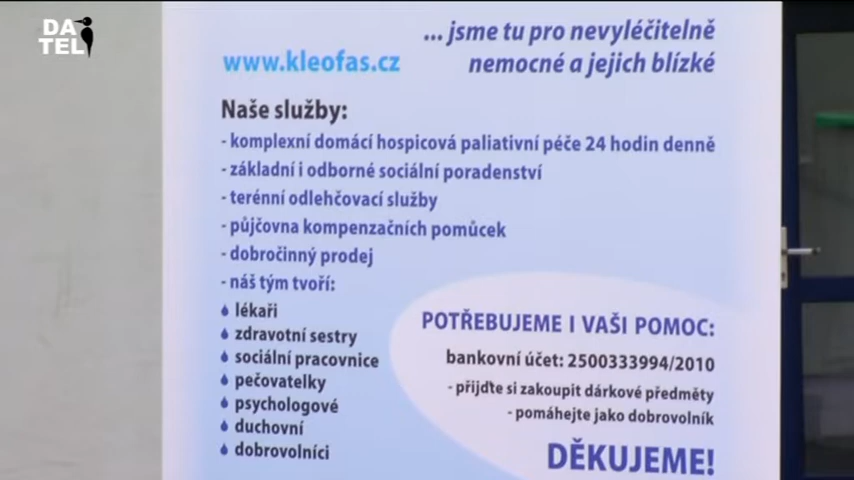 DA
TEL
... jsme tu pro nevyléčitelně
www.kleofas.cz
nemocné a jejich blízké
Naše služby:
- komplexní domácí hospicová paliativní péče 24 hodin denně
- základní i odborné sociální poradenství
- terénní odlehčovací služby
- půjčovna kompenzačních pomůcek
- dobročinný prodej
- náš tým tvoří:
lékaři
zdravotní sestry
sociální pracovnice
pečovatelky
psychologové
duchovní
dobrovolníci
POTŘEBUJEME I VAŠI POMOC:
bankovní účet: 2500333994/2010
- přijďte si zakoupit dárkové předměty
- pomáhejte jako dobrovolník
DĚKUJEME!